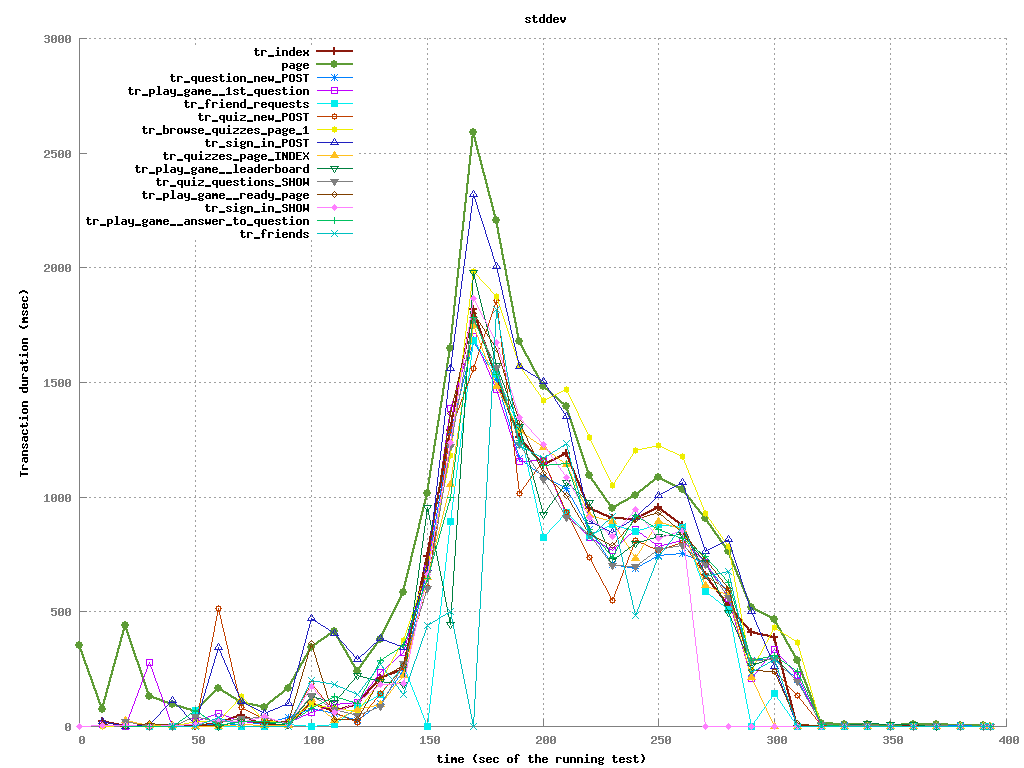 stddev
3000
2500
2000
1500
1000
500
0
Transaction duration (msec)
tr_index
page
tr_question_new_POST
tr_play_game__1st_question
tr_friend_requests
tr_quiz_new_POST
tr_browse_quizzes_page_1
tr_sign_in_POST
tr_quizzes_page_INDEX
tr_play_game__leaderboard
tr_quiz_questions_SHOW
tr_play_game__ready_page
tr_sign_in_SHOW
tr_play_game__answer_to_question
tr_friends
0 50 100 150 200 250 300 350 400
time (sec of the running test)